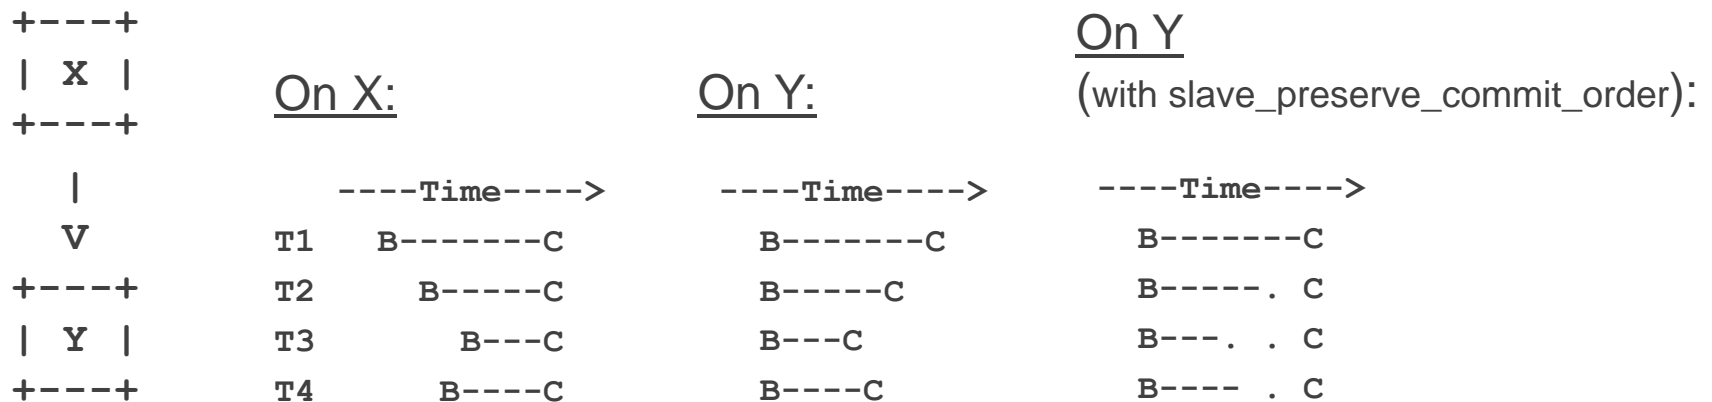 +---+
| X |
+---+
|
V
+---+
| Y |
+---+
On X:
----Time---->
T1 B-------C
T2 B-----C
T3 B---C
T4 B----C
On Y:
----Time---->
B-------C
B-----C
B---C
B----C
On Y
(with slave_preserve_commit_order):
----Time---->
B-------C
B-----. C
B---. . C
B---- . C